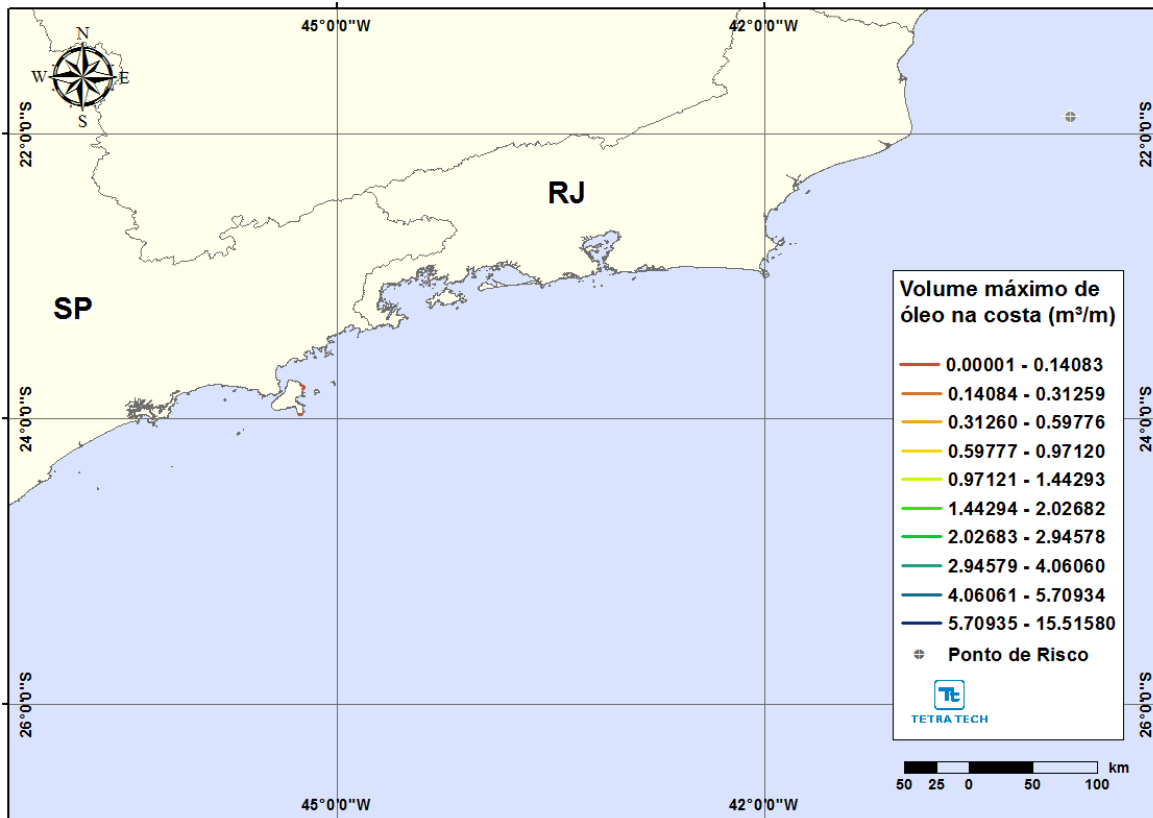 45°0'0"W
42°0'0"W
N
W
E
S
22°0'0"S
22°0'0"S
RJ
SP
24°0'0"S
24°0'0"S
26°0'0"S
26°0'0"S
Volume máximo de
óleo na costa (m³/m)
0.00001 - 0.14083
0.14084 - 0.31259
0.31260 - 0.59776
0.59777 - 0.97120
0.97121 - 1.44293
1.44294 - 2.02682
2.02683 - 2.94578
2.94579 - 4.06060
4.06061 - 5.70934
5.70935 - 15.51580
Ponto de Risco
Tt
TETRA TECH
km
50 25 0 50 100
45°0'0"W
42°0'0"W